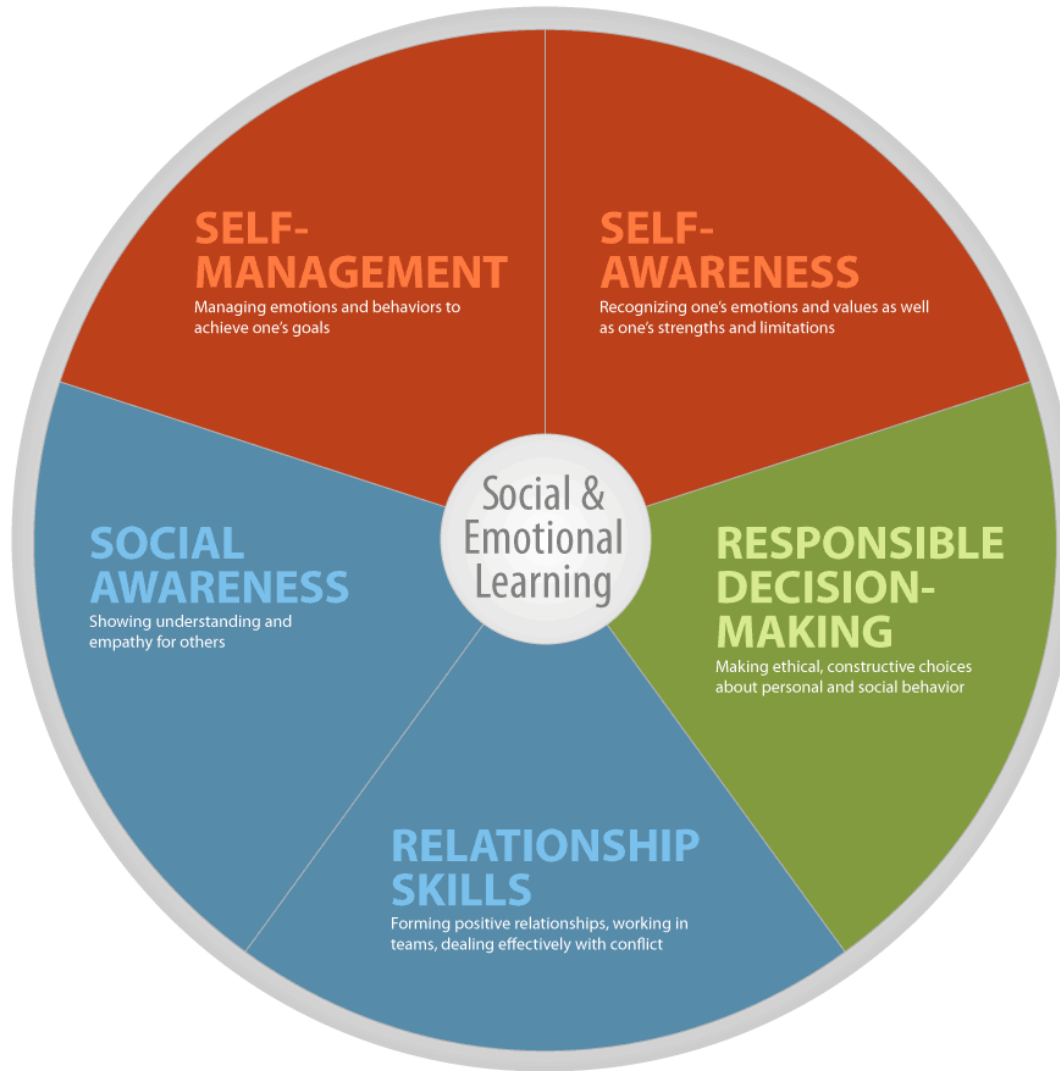 SELF-
MANAGEMENT
Managing emotions and behaviors to
achieve one’s goals
SELF-
AWARENESS
Recognizing one’s emotions and values as well
as one’s strengths and limitations
SOCIAL
AWARENESS
Showing understanding and
empathy for others
Social &
Emotional
Learning
RESPONSIBLE
DECISION-
MAKING
Making ethical, constructive choices
about personal and social behavior
RELATIONSHIP
SKILLS
Forming positive relationships, working in
teams, dealing effectively with conflict